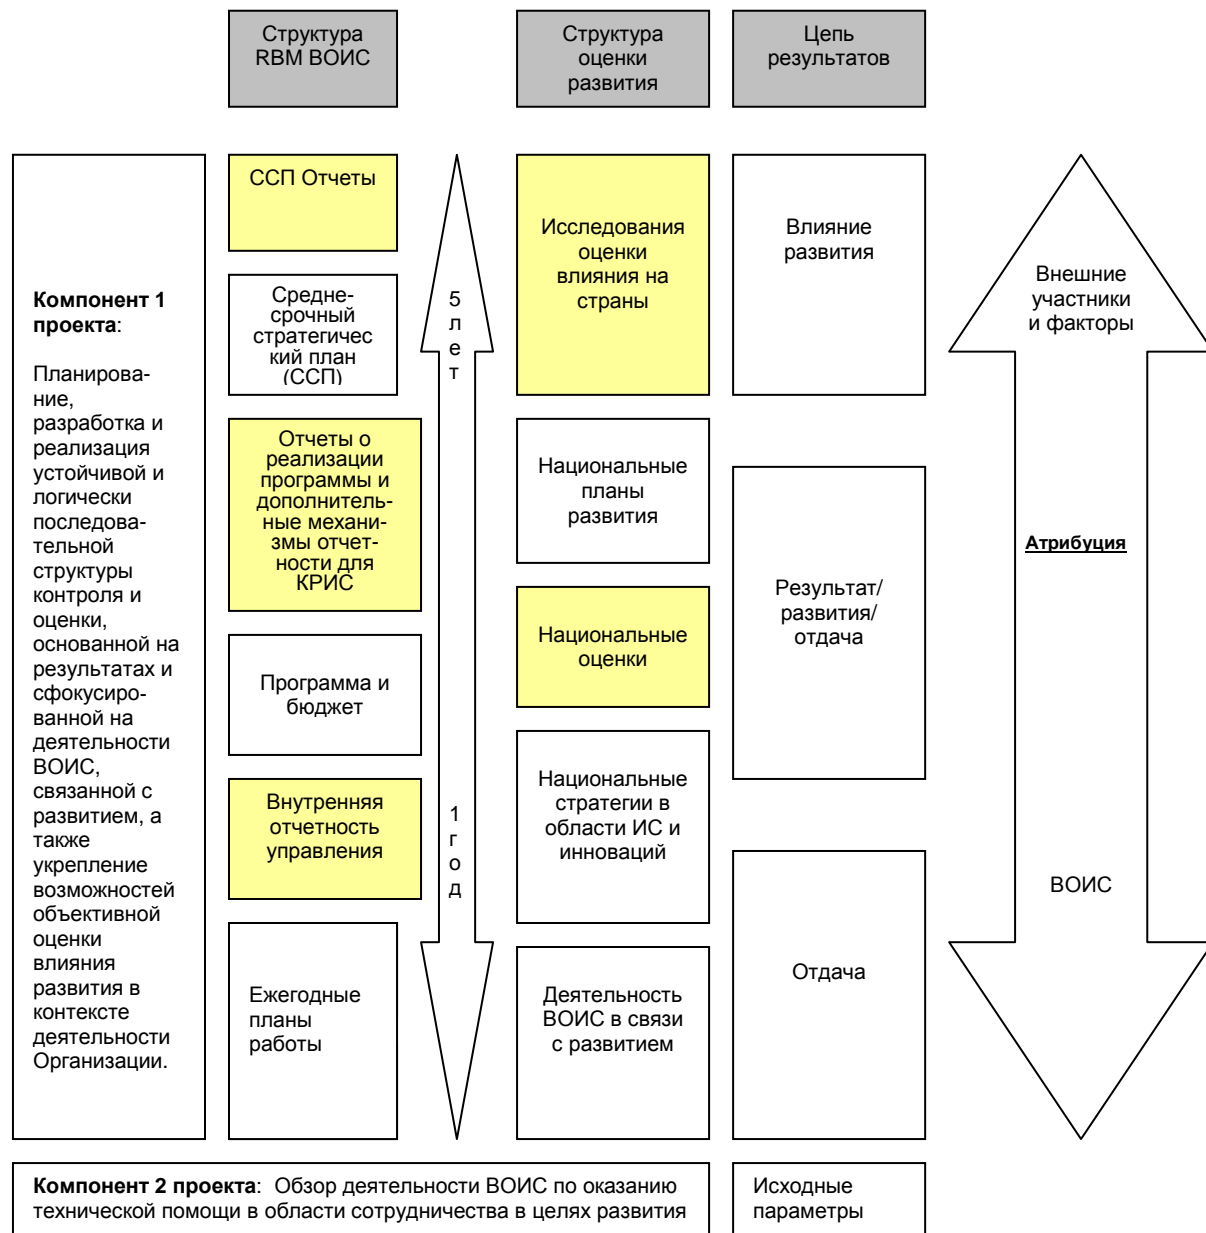 Структура
RBM ВОИС
Структура
оценки
развития
Цепь
результатов
Компонент 1
проекта:
Планирова-
ние,
разработка и
реализация
устойчивой и
логически
последова-
тельной
структуры
контроля и
оценки,
основанной на
результатах и
сфокусиро-
ванной на
деятельности
ВОИС,
связанной с
развитием, а
также
укрепление
возможностей
объективной
оценки
влияния
развития в
контексте
деятельности
Организации.
ССП Отчеты
Средне-
срочный
стратегичес
кий план
(ССП)
Отчеты о
реализации
программы и
дополнитель-
ные механи-
змы отчет-
ности для
КРИС
Программа и
бюджет
Внутренняя
отчетность
управления
Ежегодные
планы
работы
5
л
е
т
1
г
о
д
Исследования
оценки
влияния на
страны
Национальные
планы
развития
Национальные
оценки
Национальные
стратегии в
области ИС и
инноваций
Деятельность
ВОИС в связи
с развитием
Влияние
развития
Результат/
развития/
отдача
Отдача
Внешние
участники
и факторы
Атрибуция
ВОИС
Компонент 2 проекта: Обзор деятельности ВОИС по оказанию
технической помощи в области сотрудничества в целях развития
Исходные
параметры